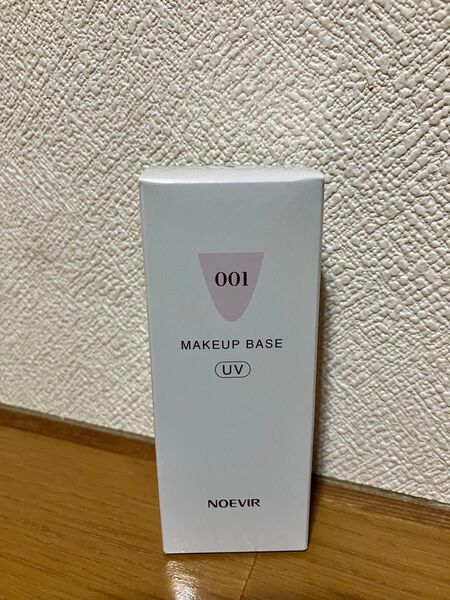 001
MAKEUP BASE
UV
NOEVIR